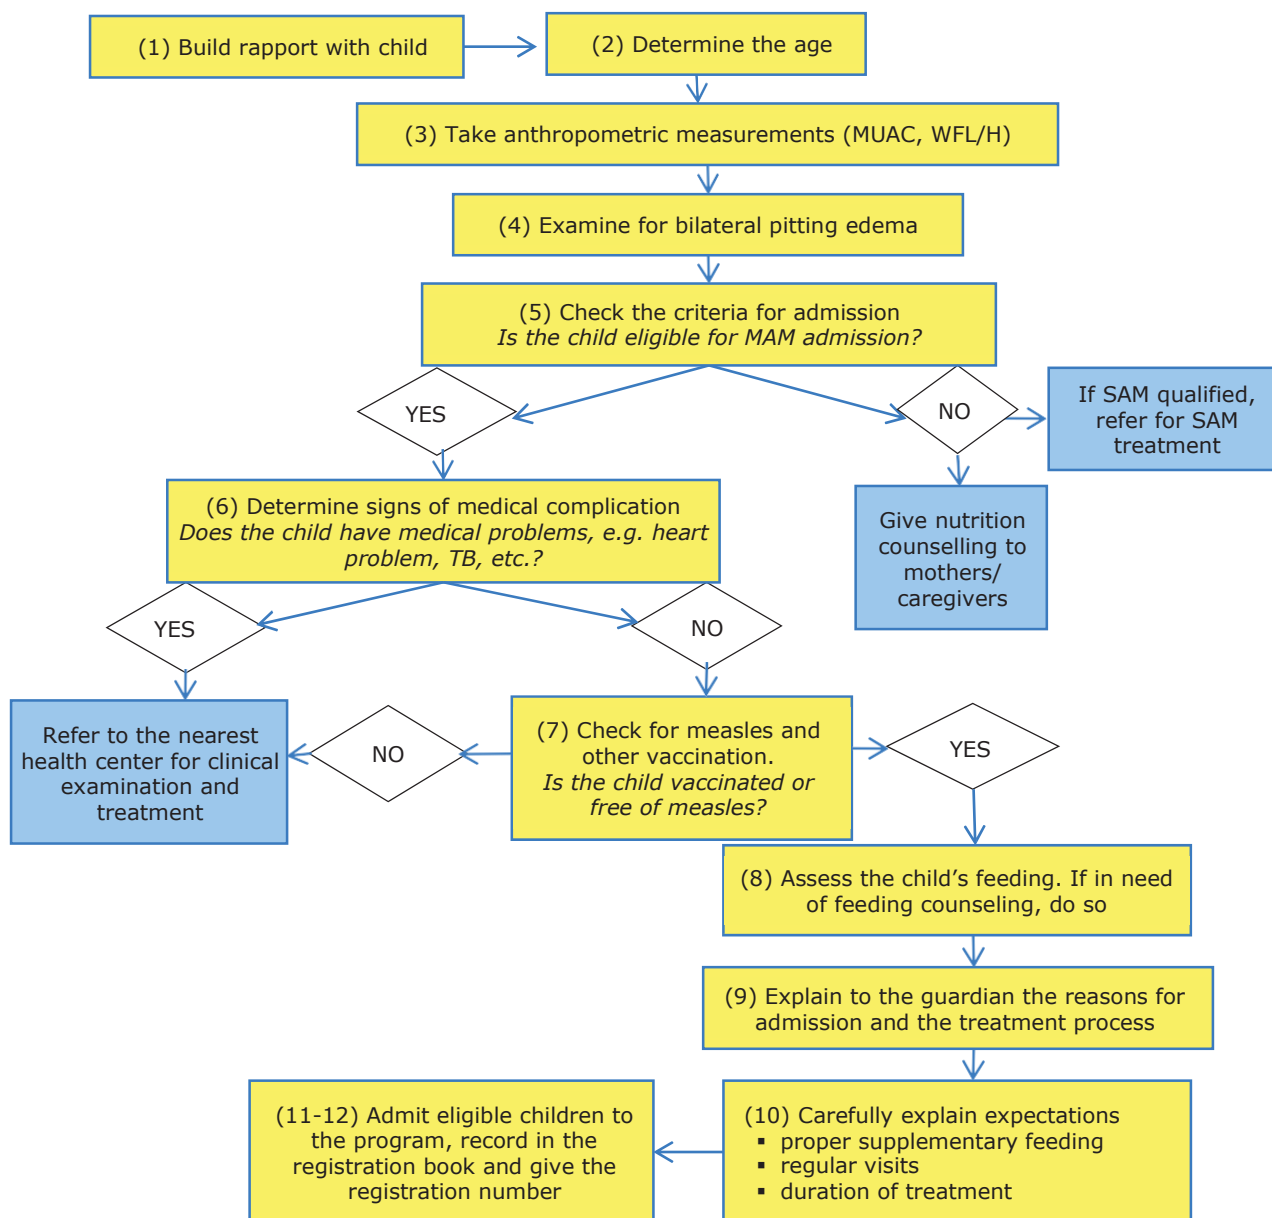 (1) Build rapport with child
(2) Determine the age
(3) Take anthropometric measurements (MUAC, WFL/H)
(4) Examine for bilateral pitting edema
(5) Check the criteria for admission
Is the child eligible for MAM admission?
YES
NO
If SAM qualified,
refer for SAM
treatment
Give nutrition
counselling to
mothers/
caregivers
(6) Determine signs of medical complication
Does the child have medical problems, e.g. heart
problem, TB, etc.?
YES
NO
Refer to the nearest
health center for clinical
examination and
treatment
NO
(7) Check for measles and
other vaccination.
Is the child vaccinated or
free of measles?
YES
(8) Assess the child’s feeding. If in need
of feeding counseling, do so
(9) Explain to the guardian the reasons for
admission and the treatment process
(10) Carefully explain expectations
▪ proper supplementary feeding
▪ regular visits
▪ duration of treatment
(11-12) Admit eligible children to
the program, record in the
registration book and give the
registration number